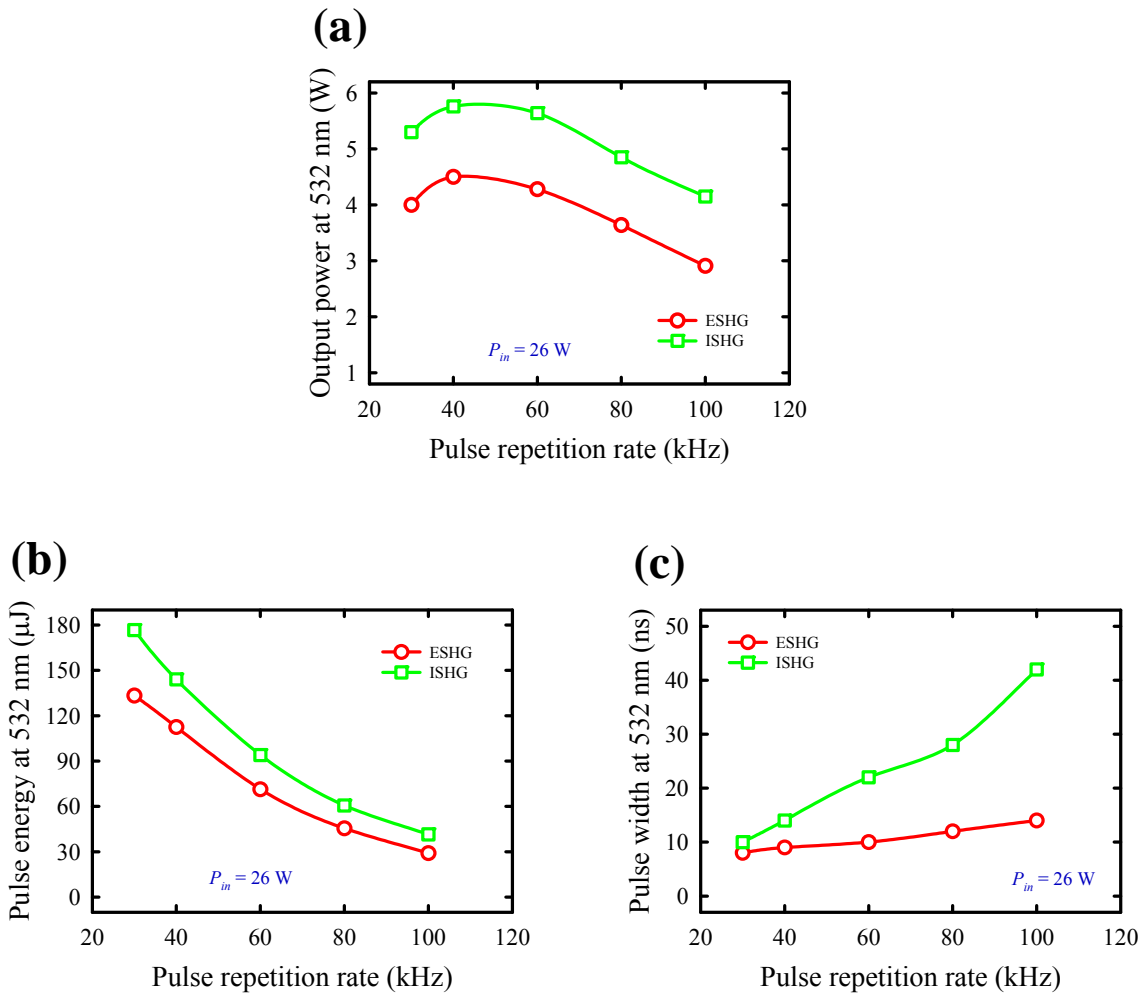 (a)
Output power at 532 nm (W)
6
5
4
3
2
1
ESHG
ISHG
P_in = 26 W
20 40 60 80 100 120
Pulse repetition rate (kHz)
(b)
Pulse energy at 532 nm (μJ)
180
150
120
90
60
30
0
ESHG
ISHG
P_in = 26 W
20 40 60 80 100 120
Pulse repetition rate (kHz)
(c)
Pulse width at 532 nm (ns)
50
40
30
20
10
0
ESHG
ISHG
P_in = 26 W
20 40 60 80 100 120
Pulse repetition rate (kHz)